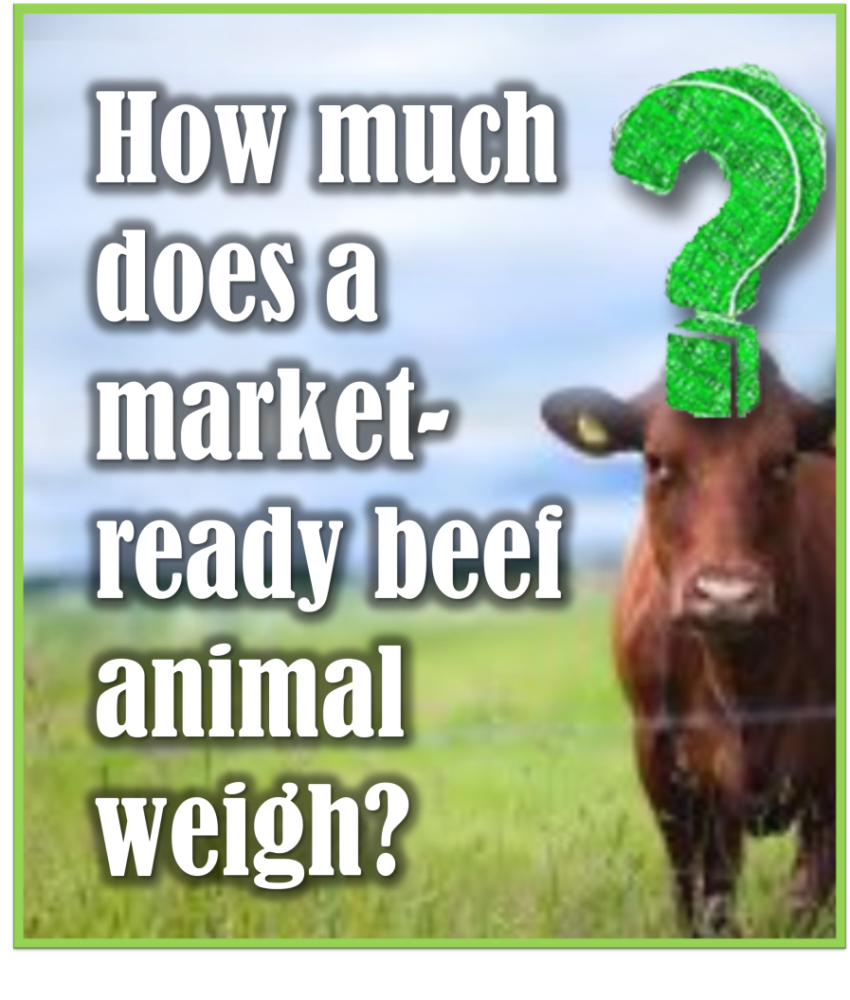 How much
does a
market-
ready beef
animal
weigh?